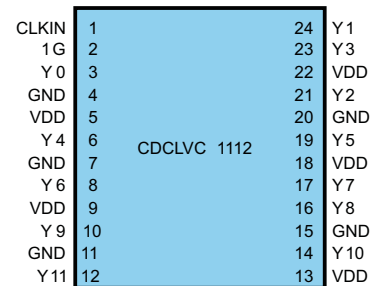 CLKIN 1 24 Y1
1G 2 23 Y3
Y0 3 22 VDD
GND 4 21 Y2
VDD 5 20 GND
Y4 6 19 Y5
CDCLVC 1112
GND 7 18 VDD
Y6 8 17 Y7
VDD 9 16 Y8
Y9 10 15 GND
GND 11 14 Y10
Y11 12 13 VDD